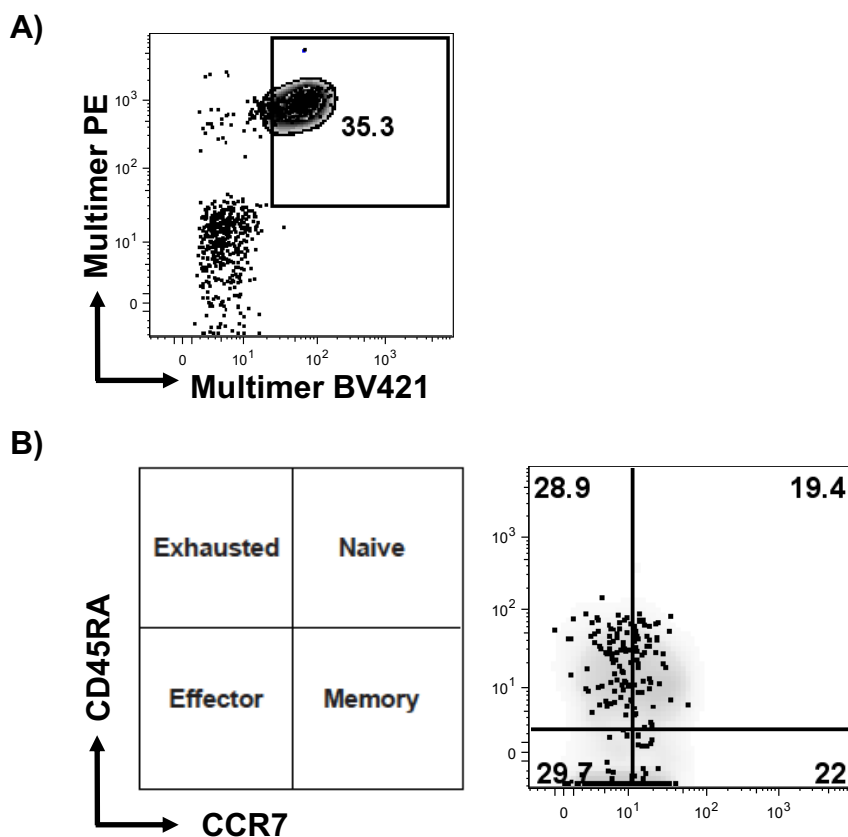 A)
Multimer PE
10³
10²
10¹
0
35.3
0 10¹ 10² 10³
Multimer BV421
B)
CD45RA
Exhausted Naive
Effector Memory
CCR7
28.9 19.4
10³
10²
10¹
0
29.7 22
0 10¹ 10² 10³